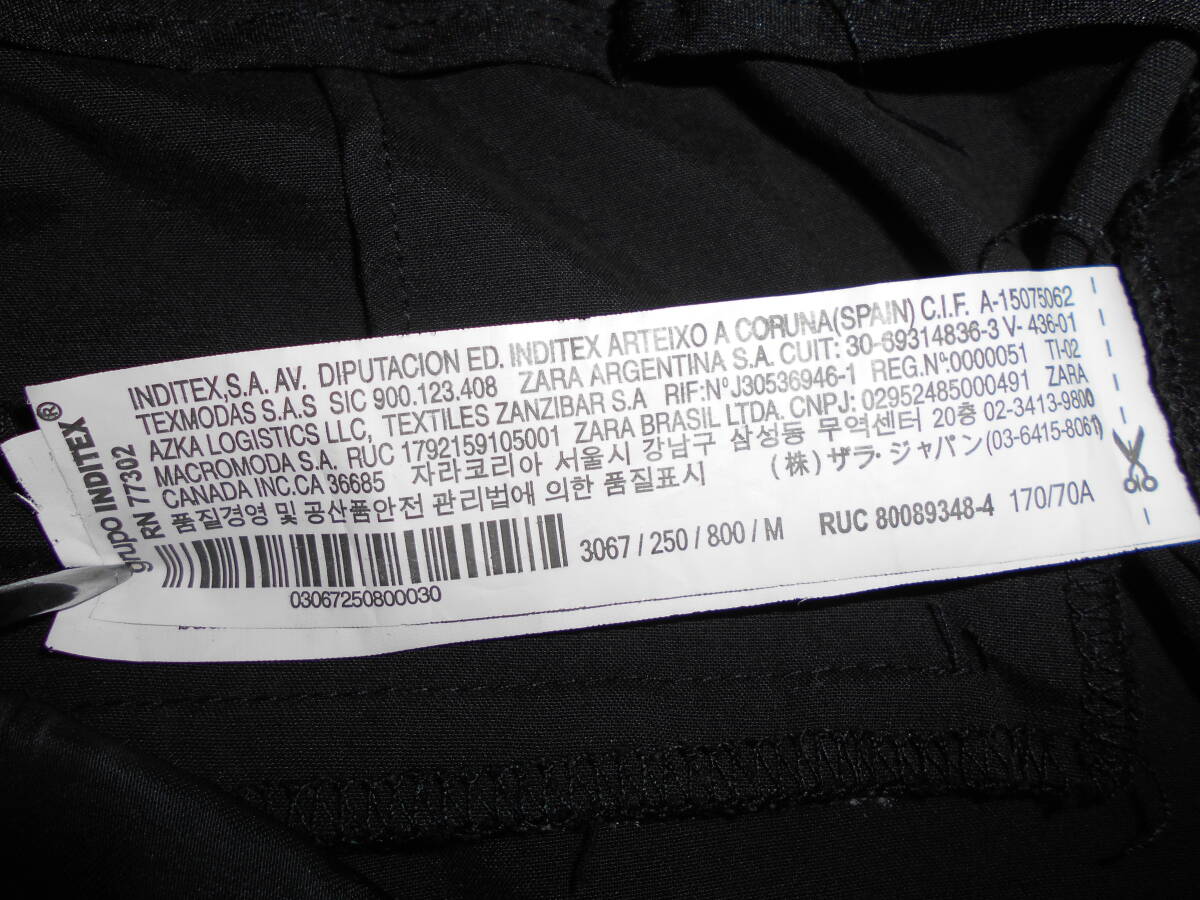 grupo INDITEX®
RN 77302
INDITEX,S.A. AV. DIPUTACION ED. INDITEX ARTEIXO A CORUNA(SPAIN) C.I.F. A-15075062
TEXMODAS S.A.S SIC 900.123.408 ZARA ARGENTINA S.A. CUIT: 30-69314836-3 V- 436-01
AZKA LOGISTICS LLC, TEXTILES ZANZIBAR S.A RIF:NºJ30536946-1 REG.Nº:0000051 TI-02
MACROMODA S.A. RUC 1792159105001 ZARA BRASIL LTDA. CNPJ: 02952485000491 ZARA
CANADA INC.CA 36685 자라코리아 서울시 강남구 삼성동 무역센터 20층 02-3413-9800
품질경영 및 공산품안전 관리법에 의한 품질표시 (株)ザラ・ジャパン(03-6415-8061)
3067 / 250 / 800 / M RUC 80089348-4 170/70A
03067250800030